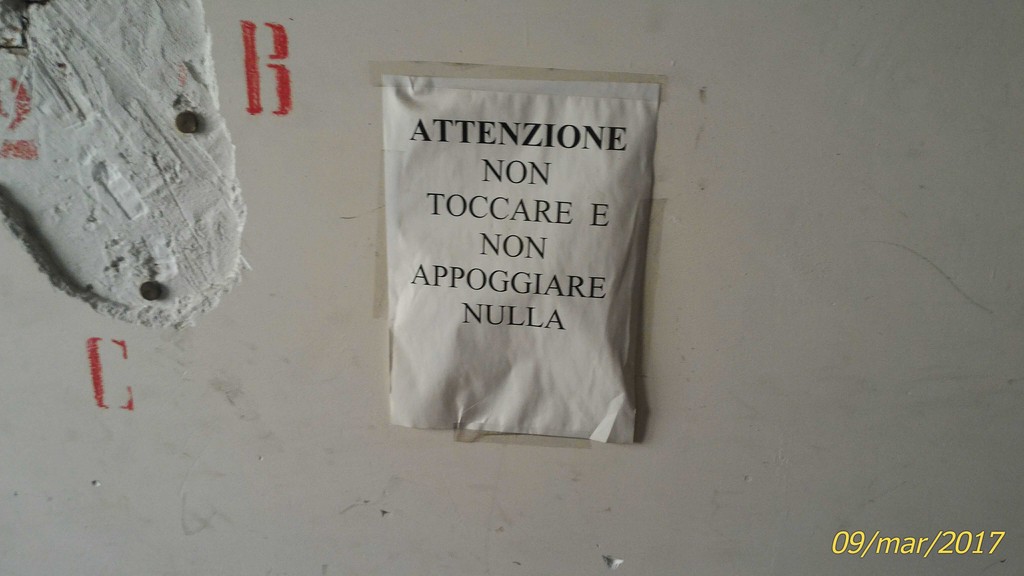 B
ATTENZIONE
NON
TOCCARE E
NON
APPOGGIARE
NULLA
C
09/mar/2017